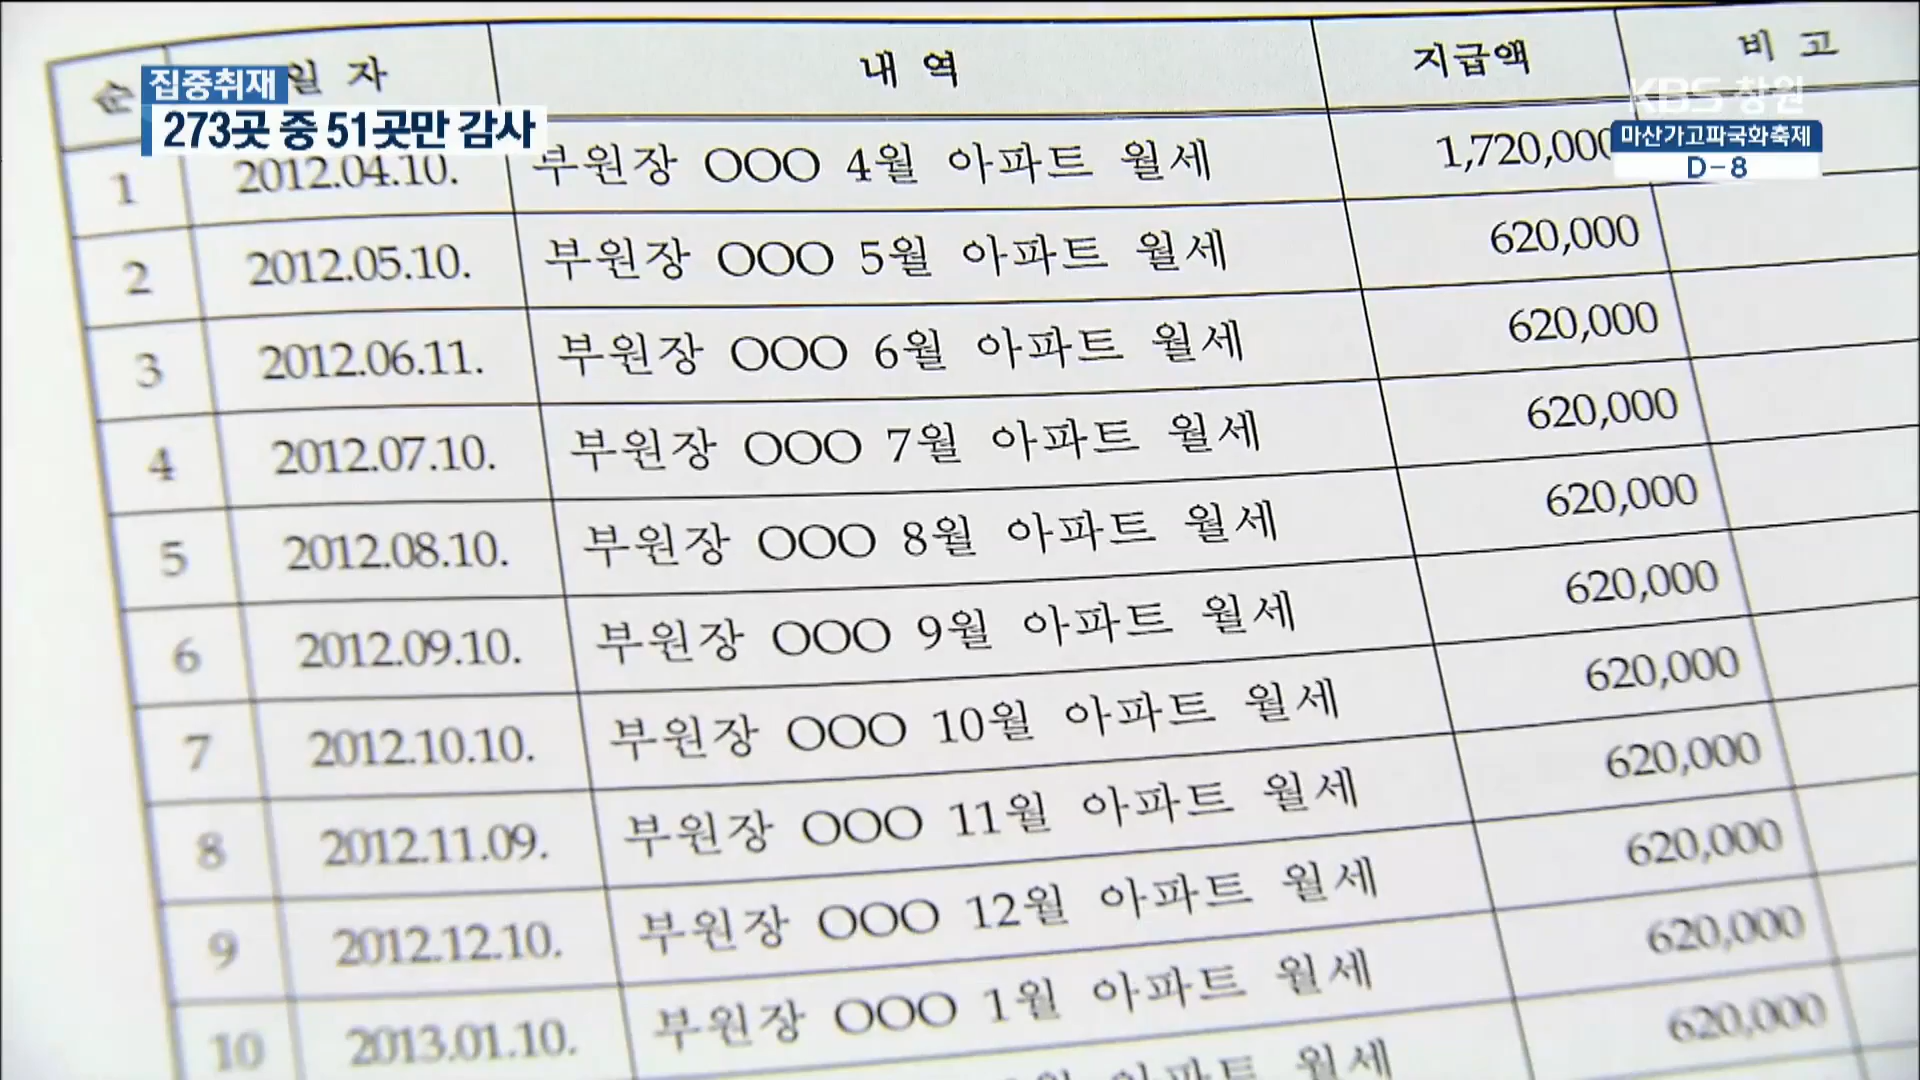 집중취재
273곳 중 51곳만 감사
KBS 창원
마산가고파국화축제
D-8
순 일 자 내 역 지급액 비 고
1 2012.04.10. 부원장 OOO 4월 아파트 월세 1,720,000
2 2012.05.10. 부원장 OOO 5월 아파트 월세 620,000
3 2012.06.11. 부원장 OOO 6월 아파트 월세 620,000
4 2012.07.10. 부원장 OOO 7월 아파트 월세 620,000
5 2012.08.10. 부원장 OOO 8월 아파트 월세 620,000
6 2012.09.10. 부원장 OOO 9월 아파트 월세 620,000
7 2012.10.10. 부원장 OOO 10월 아파트 월세 620,000
8 2012.11.09. 부원장 OOO 11월 아파트 월세 620,000
9 2012.12.10. 부원장 OOO 12월 아파트 월세 620,000
10 2013.01.10. 부원장 OOO 1월 아파트 월세 620,000
월세 620,000